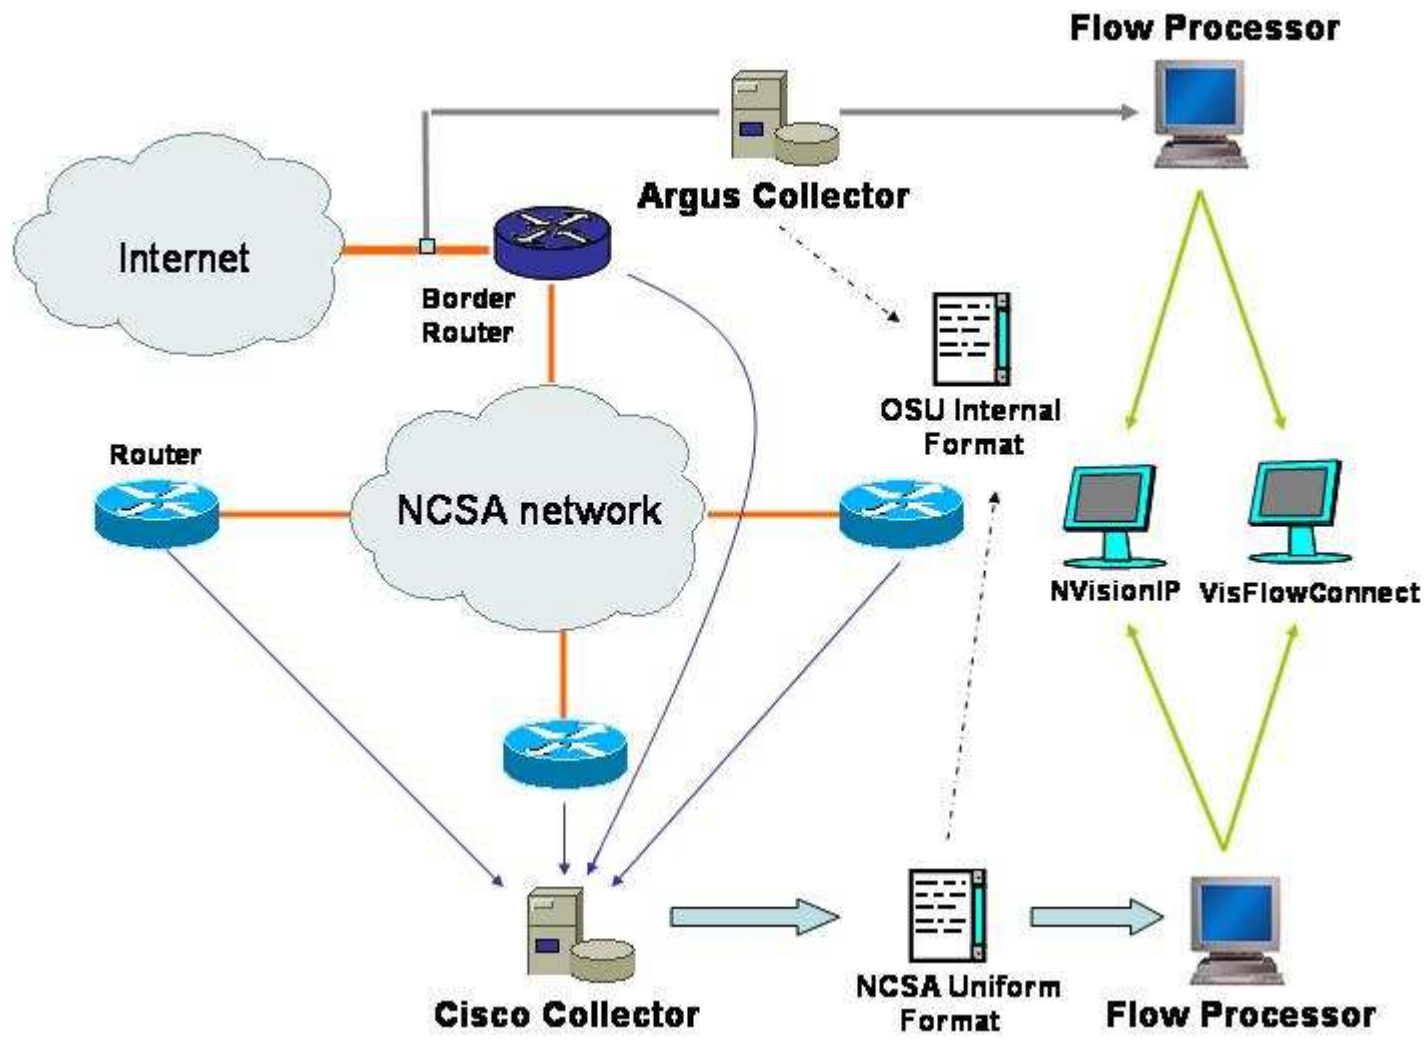 Flow Processor
Argus Collector
Internet
Border
Router
OSU Internal
Format
Router
NCSA network
NVisionIP
VisFlowConnect
Cisco Collector
NCSA Uniform
Format
Flow Processor